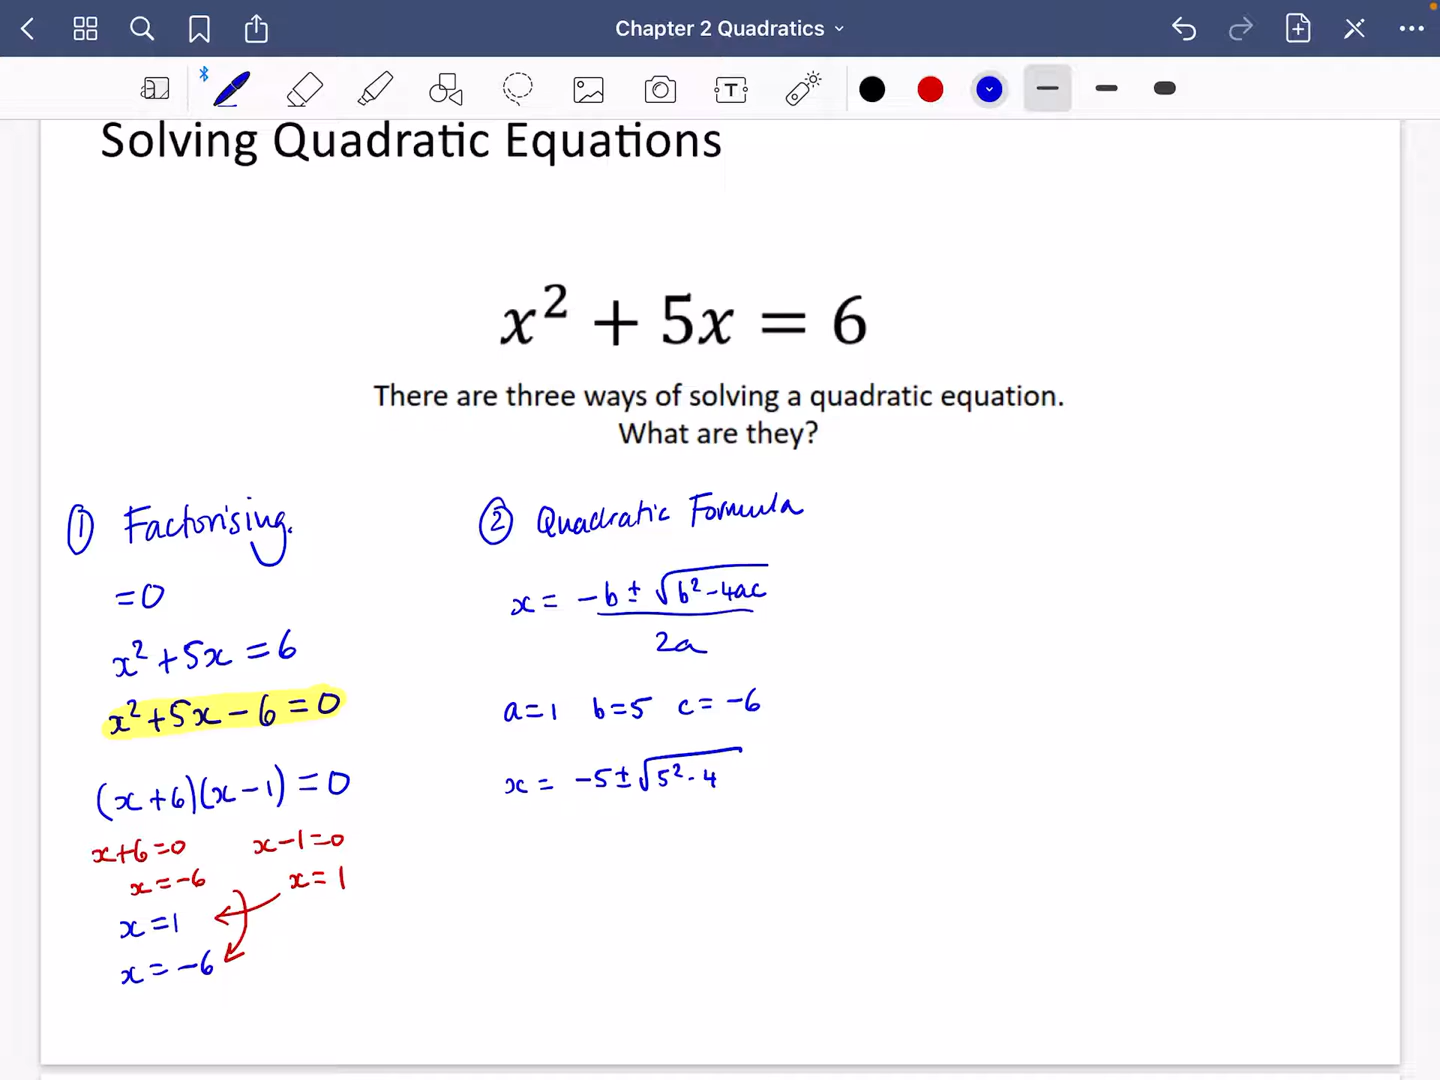 Chapter 2 Quadratics
T
Solving Quadratic Equations
x² + 5x = 6
There are three ways of solving a quadratic equation.
What are they?
① Factorising.
=0
x²+5x=6
x²+5x-6=0
(x+6)(x-1)=0
x+6=0 x-1=0
x=-6 x=1
x=1
x=-6
② Quadratic Formula
x= -b±√b²-4ac
2a
a=1 b=5 c=-6
x= -5±√5²-4